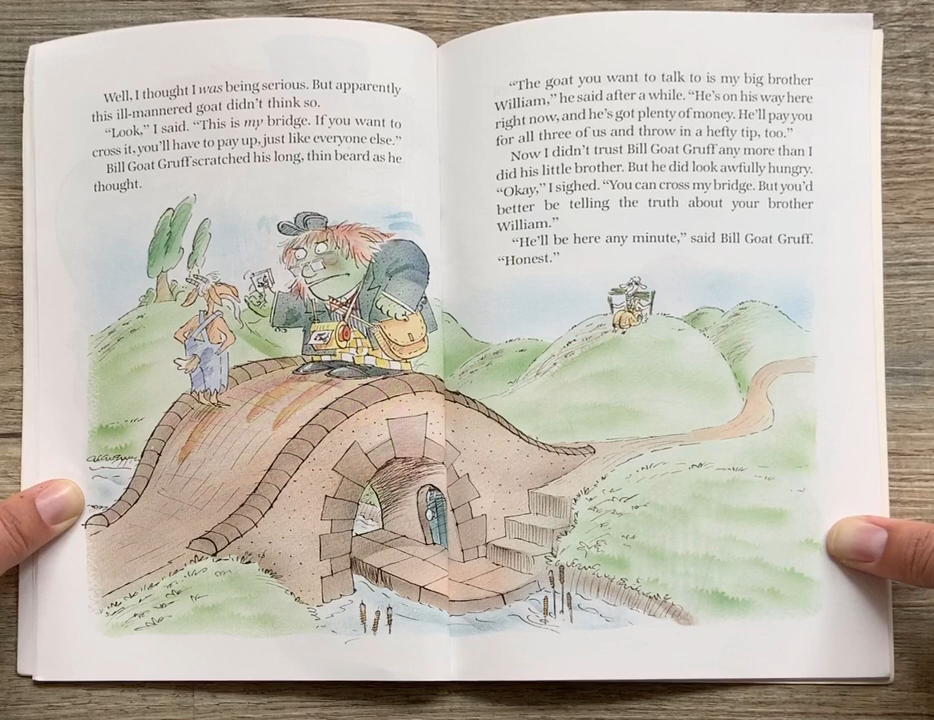 Well, I thought I was being serious. But apparently
this ill-mannered goat didn't think so.
“Look,” I said. “This is my bridge. If you want to
cross it, you'll have to pay up, just like everyone else.”
Bill Goat Gruff scratched his long, thin beard as he
thought.
“The goat you want to talk to is my big brother
William,” he said after a while. “He's on his way here
right now, and he's got plenty of money. He'll pay you
for all three of us and throw in a hefty tip, too.”
Now I didn't trust Bill Goat Gruff any more than I
did his little brother. But he did look awfully hungry.
“Okay,” I sighed. “You can cross my bridge. But you'd
better be telling the truth about your brother
William.”
“He'll be here any minute,” said Bill Goat Gruff.
“Honest.”